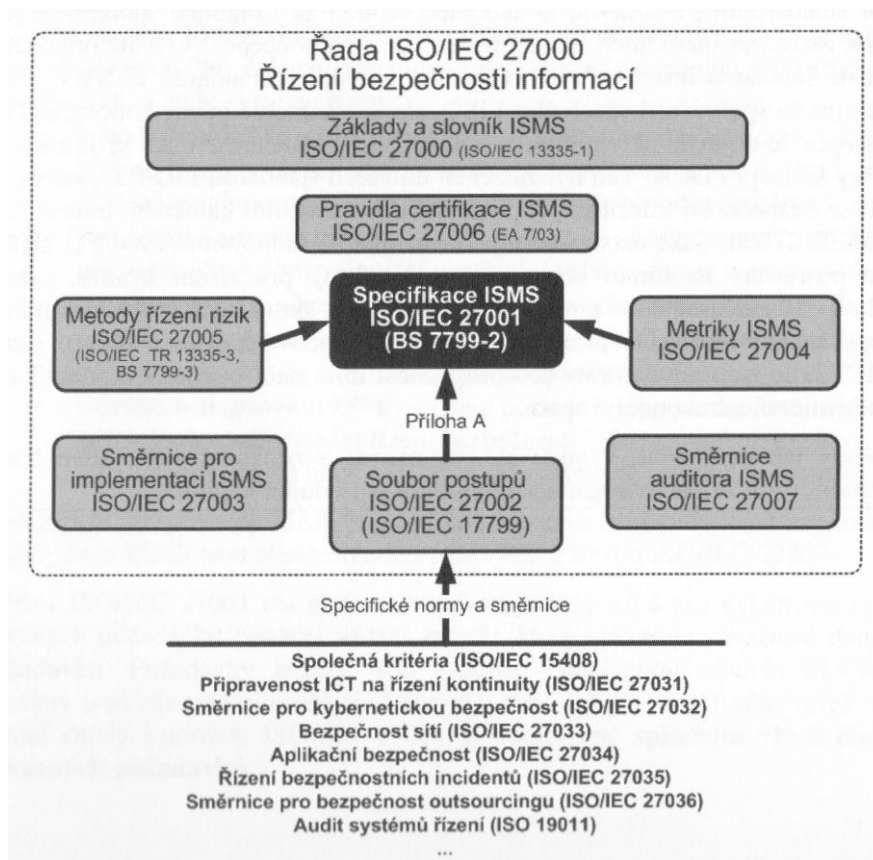 Řada ISO/IEC 27000
Řízení bezpečnosti informací
Základy a slovník ISMS
ISO/IEC 27000 (ISO/IEC 13335-1)
Pravidla certifikace ISMS
ISO/IEC 27006 (EA 7/03)
Metody řízení rizik
ISO/IEC 27005
(ISO/IEC TR 13335-3,
BS 7799-3)
Specifikace ISMS
ISO/IEC 27001
(BS 7799-2)
Metriky ISMS
ISO/IEC 27004
Příloha A
Směrnice pro
implementaci ISMS
ISO/IEC 27003
Soubor postupů
ISO/IEC 27002
(ISO/IEC 17799)
Směrnice
auditora ISMS
ISO/IEC 27007
Specifické normy a směrnice
Společná kritéria (ISO/IEC 15408)
Připravenost ICT na řízení kontinuality (ISO/IEC 27031)
Směrnice pro kybernetickou bezpečnost (ISO/IEC 27032)
Bezpečnost sítí (ISO/IEC 27033)
Aplikační bezpečnost (ISO/IEC 27034)
Řízení bezpečnostních incidentů (ISO/IEC 27035)
Směrnice pro bezpečnost outsourcingu (ISO/IEC 27036)
Audit systémů řízení (ISO 19011)
...